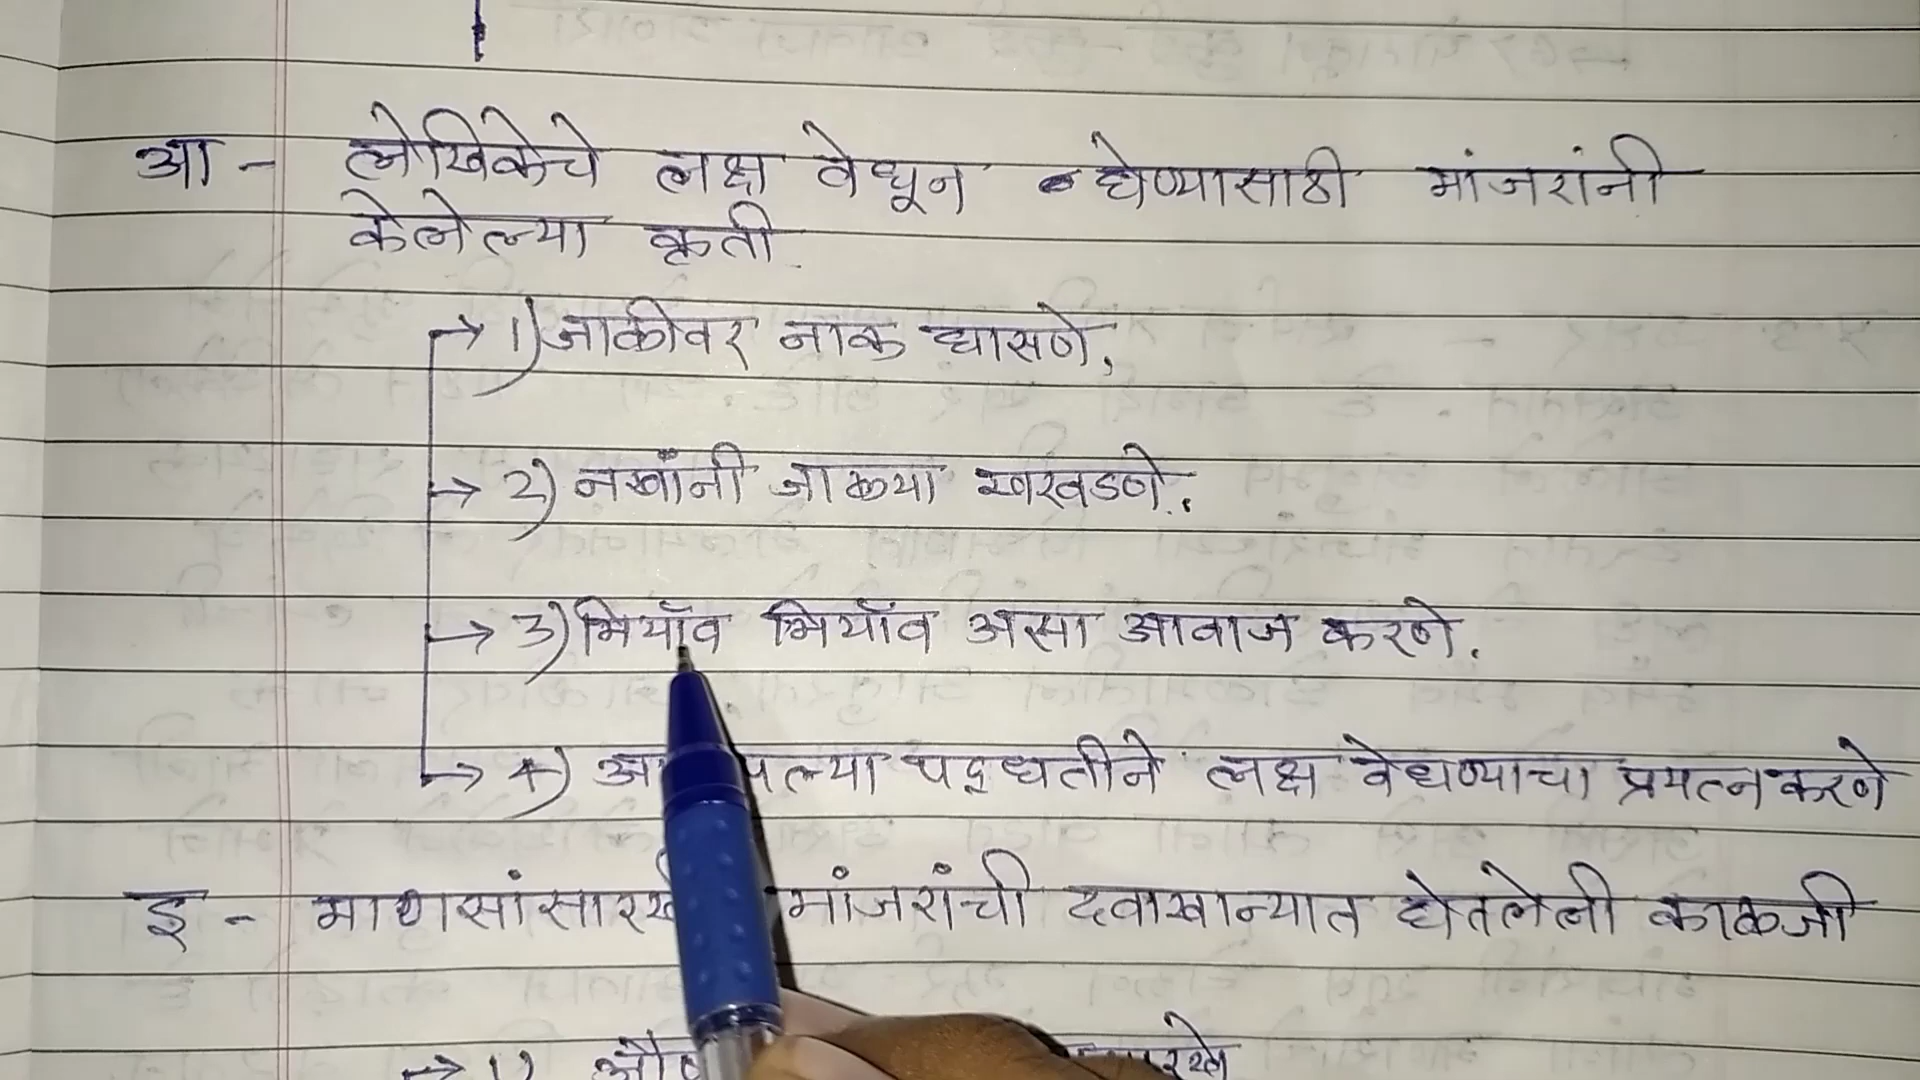 आ - लेखिकेचे लक्ष वेधून घेण्यासाठी मांजरांनी
केलेल्या कृती
→ 1) जाळीवर नाक घासणे.
→ 2) नखांनी जाळ्या खरवडणे.
→ 3) मियाँव मियाँव असा आवाज करणे.
→ 4) पद्धतीने लक्ष वेधण्याचा प्रयत्न करणे
इ - माणसांसारखी मांजरांची दवाखान्यात घेतलेली काळजी
→ 1)